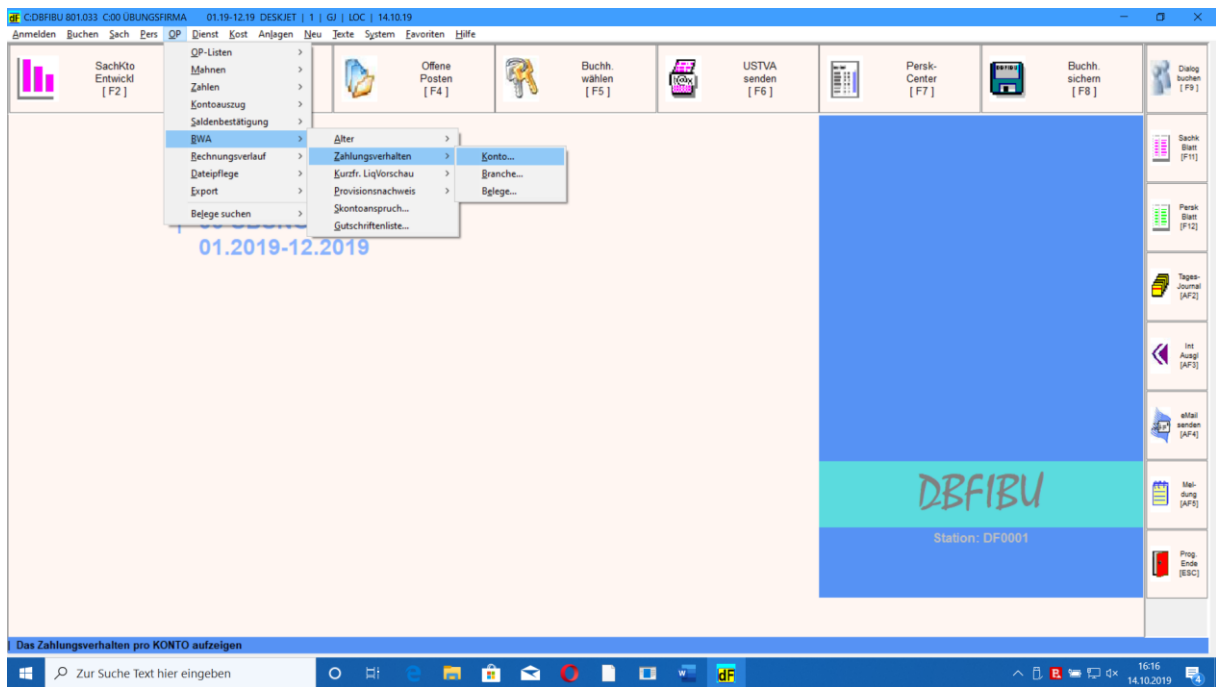 dF C:DBFIBU 801.033 C:00 ÜBUNGSFIRMA 01.19-12.19 DESKJET | 1 | GJ | LOC | 14.10.19
Anmelden Buchen Sach Pers OP Dienst Kost Anlagen Neu Texte System Favoriten Hilfe
SachKto
Entwickl
[ F2 ]
Offene
Posten
[ F4 ]
Buchh.
wählen
[ F5 ]
USTVA
senden
[ F6 ]
Persk-
Center
[ F7 ]
Buchh.
sichern
[ F8 ]
Dialog
buchen
[ F9 ]
OP-Listen
Mahnen
Zahlen
Kontoauszug
Saldenbestätigung
BWA
Rechnungsverlauf
Dateipflege
Export
Belege suchen
Alter
Zahlungsverhalten
Kurzfr. LiqVorschau
Provisionsnachweis
Skontoanspruch...
Gutschriftenliste...
Konto...
Branche...
Belege...
01.2019-12.2019
Sachk
Blatt
[F11]
Persk
Blatt
[F12]
Tages-
Journal
[AF2]
Int
Ausgl
[AF3]
eMail
senden
[AF4]
Mel-
dung
[AF5]
Prog.
Ende
[ESC]
DBFIBU
Station: DF0001
Das Zahlungsverhalten pro KONTO aufzeigen
Zur Suche Text hier eingeben
dF
16:16
14.10.2019